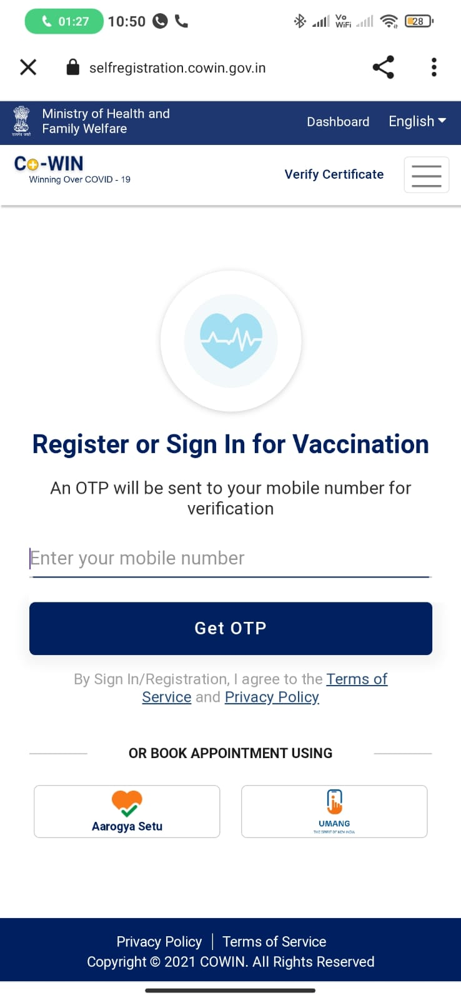 01:27 10:50 Vo WiFi 28
selfregistration.cowin.gov.in
Ministry of Health and
Family Welfare
Dashboard English
Co-WIN
Winning Over COVID - 19
Verify Certificate
Register or Sign In for Vaccination
An OTP will be sent to your mobile number for
verification
Enter your mobile number
Get OTP
By Sign In/Registration, I agree to the Terms of
Service and Privacy Policy
OR BOOK APPOINTMENT USING
Aarogya Setu
UMANG
THE SPIRIT OF NEW INDIA
Privacy Policy | Terms of Service
Copyright © 2021 COWIN. All Rights Reserved